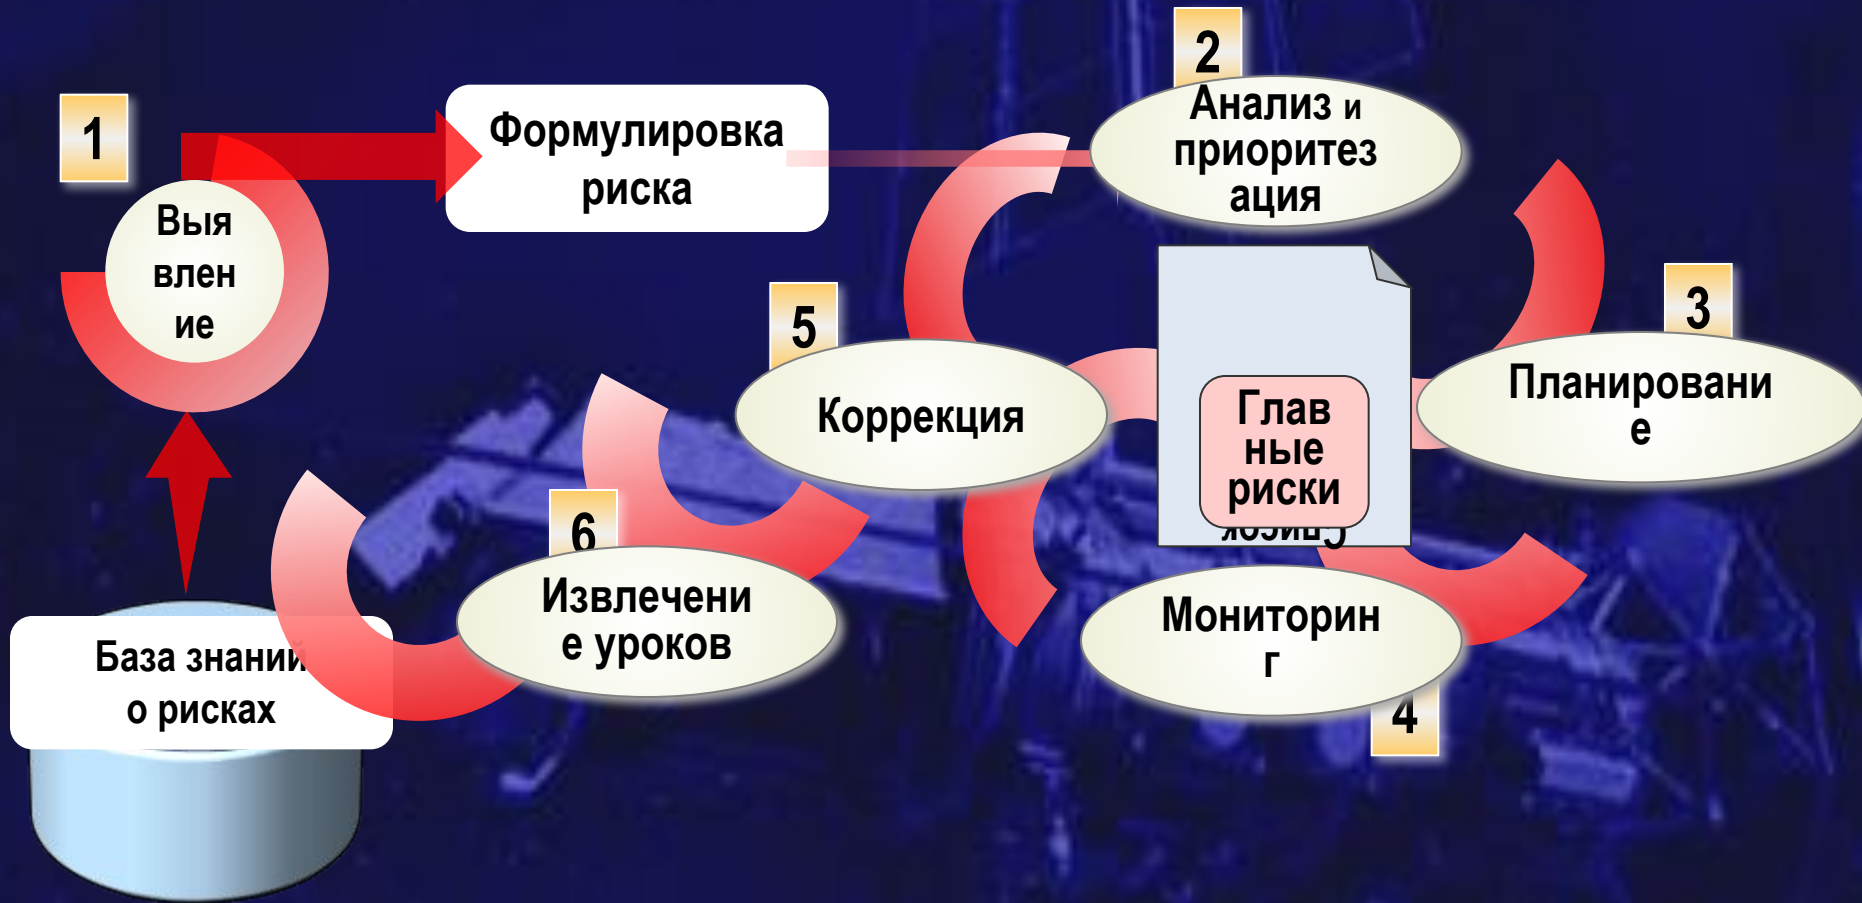 1
Выя
влен
ие
Формулировка
риска
2
Анализ и
приоритез
ация
3
Планировани
е
5
Коррекция
Глав
ные
риски
Список
6
Извлечени
е уроков
Мониторин
г
4
База знаний
о рисках